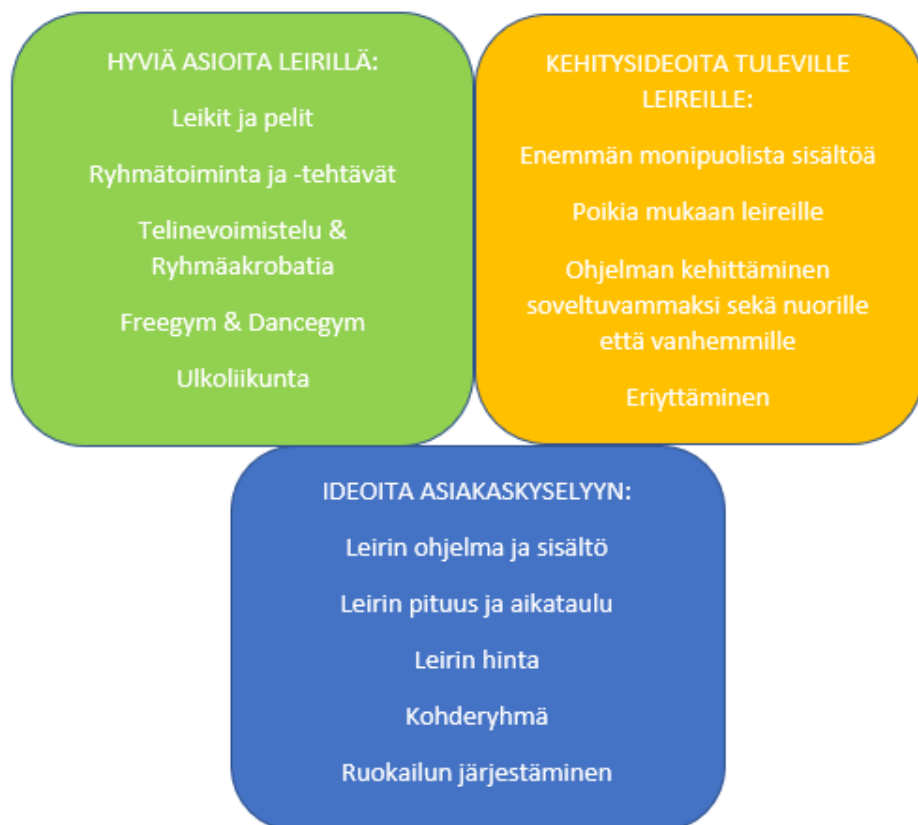 HYVIÄ ASIOITA LEIRILLÄ:
Leikit ja pelit
Ryhmätoiminta ja -tehtävät
Telinevoimistelu &
Ryhmäakrobatia
Freegym & Dancegym
Ulkoliikunta
KEHITYSIDEOITA TULEVILLE
LEIREILLE:
Enemmän monipuolista sisältöä
Poikia mukaan leireille
Ohjelman kehittäminen
soveltuvammaksi sekä nuorille
että vanhemmille
Eriyttäminen
IDEOITA ASIAKASKYSELYYN:
Leirin ohjelma ja sisältö
Leirin pituus ja aikataulu
Leirin hinta
Kohderyhmä
Ruokailun järjestäminen